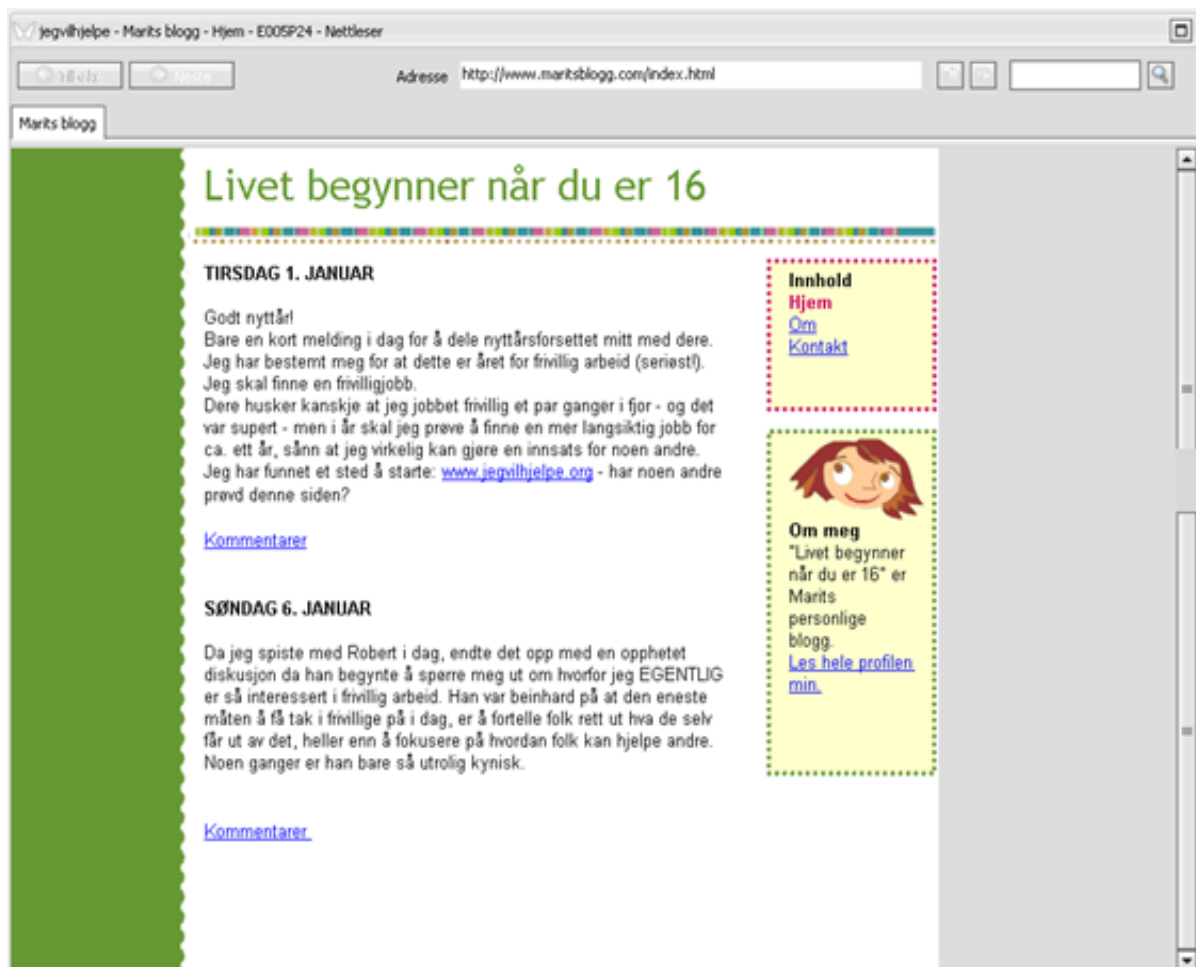 jegvilhjelpe - Marits blogg - Hjem - E005P24 - Nettleser
Neste
Adresse http://www.maritsblogg.com/index.html
Marits blogg
Livet begynner når du er 16
TIRSDAG 1. JANUAR
Godt nyttår!
Bare en kort melding i dag for å dele nyttårsforsettet mitt med dere.
Jeg har bestemt meg for at dette er året for frivillig arbeid (seriøst!).
Jeg skal finne en frivilligjobb.
Dere husker kanskje at jeg jobbet frivillig et par ganger i fjor - og det
var supert - men i år skal jeg prøve å finne en mer langsiktig jobb for
ca. ett år, sånn at jeg virkelig kan gjøre en innsats for noen andre.
Jeg har funnet et sted å starte: www.jegvilhjelpe.org - har noen andre
prøvd denne siden?
Kommentarer
SØNDAG 6. JANUAR
Da jeg spiste med Robert i dag, endte det opp med en opphetet
diskusjon da han begynte å spørre meg ut om hvorfor jeg EGENTLIG
er så interessert i frivillig arbeid. Han var beinhard på at den eneste
måten å få tak i frivillige på i dag, er å fortelle folk rett ut hva de selv
får ut av det, heller enn å fokusere på hvordan folk kan hjelpe andre.
Noen ganger er han bare så utrolig kynisk.
Kommentarer
Innhold
Hjem
Om
Kontakt
Om meg
"Livet begynner
når du er 16" er
Marits
personlige
blogg.
Les hele profilen
min.